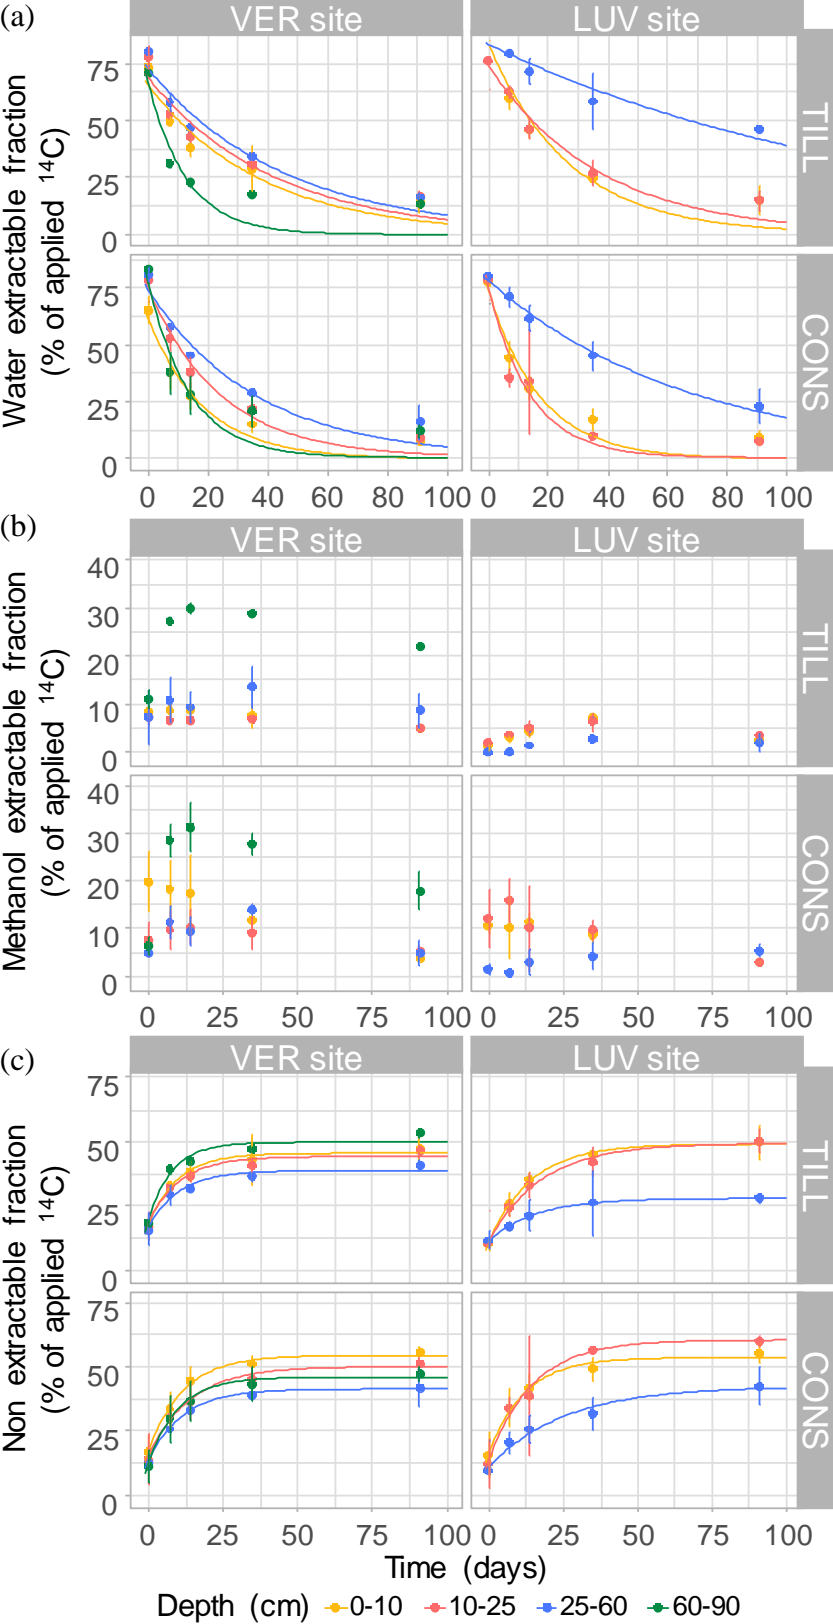 (a)
VER site
LUV site
Water extractable fraction
(% of applied ¹⁴C)
75
50
25
0
TILL
75
50
25
0
CONS
0 20 40 60 80 100
0 20 40 60 80 100
(b)
VER site
LUV site
Methanol extractable fraction
(% of applied ¹⁴C)
40
30
20
10
0
TILL
40
30
20
10
0
CONS
0 25 50 75 100
0 25 50 75 100
(c)
VER site
LUV site
Non extractable fraction
(% of applied ¹⁴C)
75
50
25
0
TILL
75
50
25
0
CONS
0 25 50 75 100
0 25 50 75 100
Time (days)
Depth (cm) 0-10 10-25 25-60 60-90